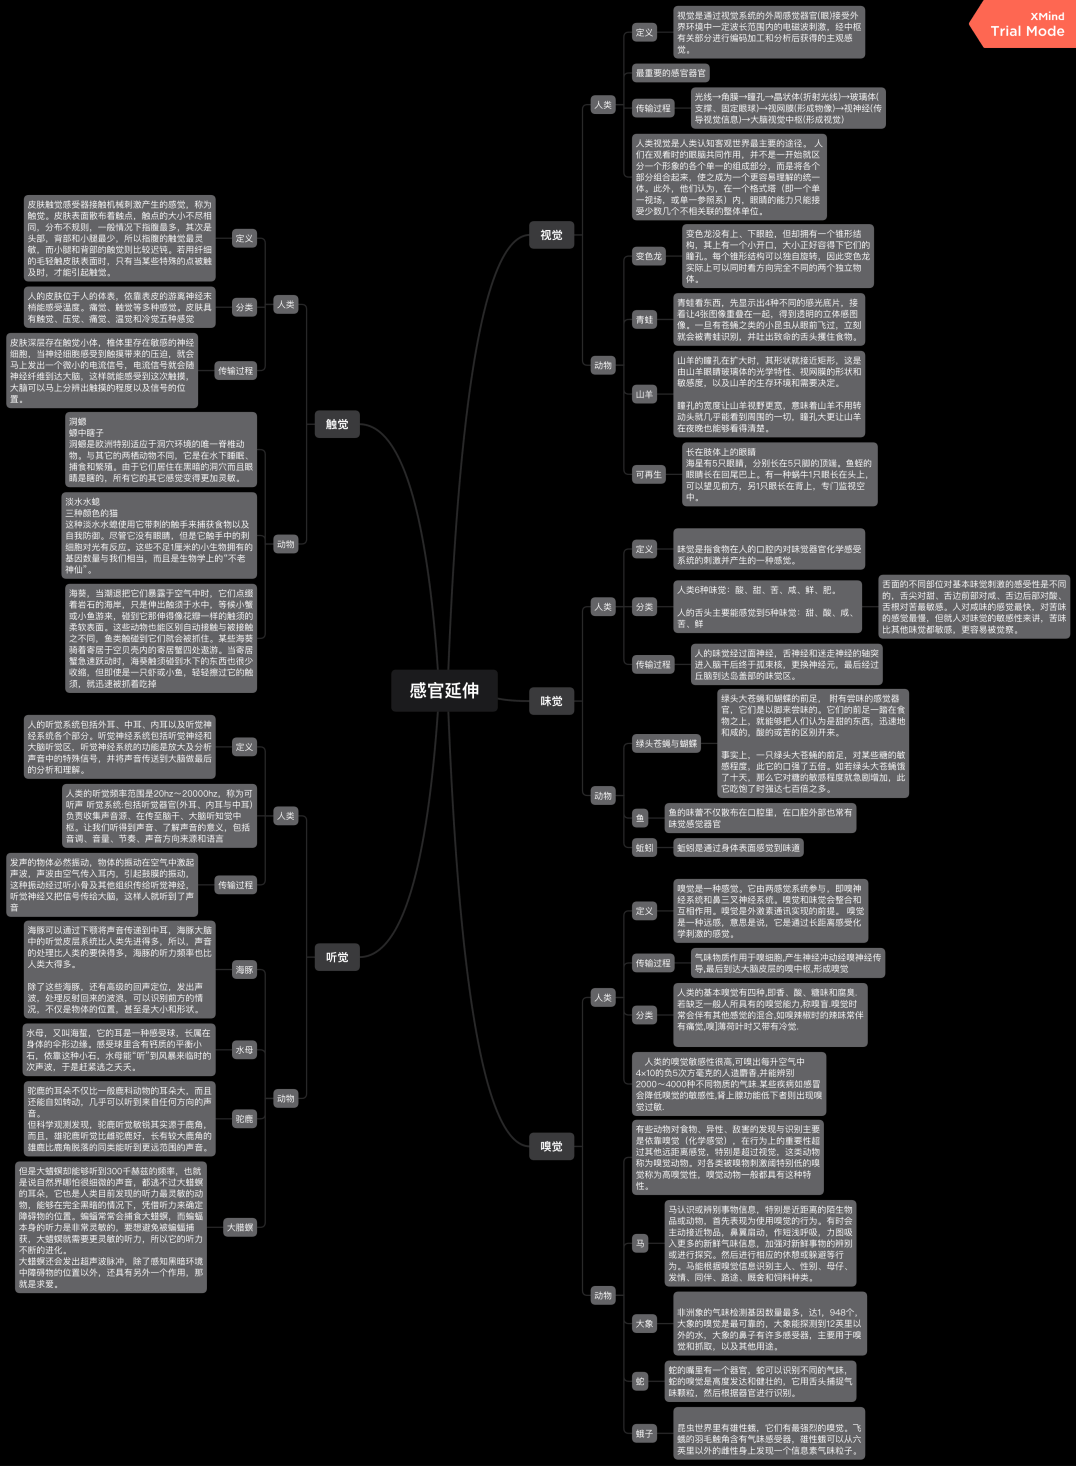 XMind
Trial Mode
感官延伸
视觉
人类
定义
视觉是通过视觉系统的外周感觉器官(眼)接受外
界环境中一定波长范围内的电磁波刺激，经中枢
有关部分进行编码加工和分析后获得的主观感
觉。
最重要的感官器官
传输过程
光线→角膜→瞳孔→晶状体(折射光线)→玻璃体(
支撑、固定眼球)→视网膜(形成物像)→视神经(传
导视觉信息)→大脑视觉中枢(形成视觉)
人类视觉是人类认知客观世界最主要的途径。 人
们在观看时的眼脑共同作用，并不是一开始就区
分一个形象的各个单一的组成部分，而是将各个
部分组合起来，使之成为一个更容易理解的统一
体。此外，他们认为，在一个格式塔（即一个单
一视场，或单一参照系）内，眼睛的能力只能接
受少数几个不相关联的整体单位。
动物
变色龙
变色龙没有上、下眼睑，但却拥有一个锥形结
构，其上有一个小开口，大小正好容得下它们的
瞳孔。每个锥形结构可以独自旋转，因此变色龙
实际上可以同时看方向完全不同的两个独立物
体。
青蛙
青蛙看东西，先显示出4种不同的感光底片，接
着让4张图像重叠在一起，得到透明的立体感图
像。一旦有苍蝇之类的小昆虫从眼前飞过，立刻
就会被青蛙识别，并吐出致命的舌头攫住食物。
山羊
山羊的瞳孔在扩大时，其形状就接近矩形，这是
由山羊眼睛玻璃体的光学特性、视网膜的形状和
敏感度，以及山羊的生存环境和需要决定。
瞳孔的宽度让山羊视野更宽，意味着山羊不用转
动头就几乎能看到周围的一切，瞳孔大更让山羊
在夜晚也能够看得清楚。
可再生
长在肢体上的眼睛
海星有5只眼睛，分别长在5只脚的顶端。鱼蛭的
眼睛长在回尾巴上。有一种蜗牛1只眼长在头上，
可以望见前方，另1只眼长在背上，专门监视空
中。
味觉
人类
定义
味觉是指食物在人的口腔内对味觉器官化学感受
系统的刺激并产生的一种感觉。
分类
人类6种味觉：酸、甜、苦、咸、鲜、肥。
人的舌头主要能感觉到5种味觉：甜、酸、咸、
苦、鲜
舌面的不同部位对基本味觉刺激的感受性是不同
的，舌尖对甜、舌边前部对咸、舌边后部对酸、
舌根对苦最敏感。人对咸味的感觉最快，对苦味
的感觉最慢，但就人对味觉的敏感性来讲，苦味
比其他味觉都敏感，更容易被觉察。
传输过程
人的味觉经过面神经，舌神经和迷走神经的轴突
进入脑干后终于孤束核，更换神经元，最后经过
丘脑到达岛盖部的味觉区。
动物
绿头苍蝇与蝴蝶
绿头苍蝇和蝴蝶的前足， 附有尝味的感觉器
官，它们是以脚来尝味的。它们的前足一踏在食
物之上，就能够把人们认为是甜的东西，迅速地
和咸的，酸的或苦的区别开来。
事实上，一只绿头大苍蝇的前足，对某些糖的敏
感程度，此它的口强了五倍。如若绿头大苍蝇饿
了十天，那么它对糖的敏感程度就急剧增加，此
它吃饱了时强达七百倍之多。
鱼
鱼的味蕾不仅散布在口腔里，在口腔外部也常有
味觉感觉器官
蚯蚓
蚯蚓是通过身体表面感觉到味道
嗅觉
人类
定义
嗅觉是一种感觉。它由两感觉系统参与，即嗅神
经系统和鼻三叉神经系统。嗅觉和味觉会整合和
互相作用。嗅觉是外激素通讯实现的前提。 嗅觉
是一种远感，意思是说，它是通过长距离感受化
学刺激的感觉。
传输过程
气味物质作用于嗅细胞,产生神经冲动经嗅神经传
导,最后到达大脑皮层的嗅中枢,形成嗅觉
分类
人类的基本嗅觉有四种,即香、酸、糖味和腐臭.
若缺乏一般人所具有的嗅觉能力,称嗅盲.嗅觉时
常会伴有其他感觉的混合,如嗅辣椒时的辣味常伴
有痛觉,嗅]薄荷叶时又带有冷觉.
人类的嗅觉敏感性很高,可嗅出每升空气中
4×10的负5次方毫克的人造麝香,并能辨别
2000～4000种不同物质的气味.某些疾病如感冒
会降低嗅觉的敏感性,肾上腺功能低下者则出现嗅
觉过敏.
动物
有些动物对食物、异性、敌害的发现与识别主要
是依靠嗅觉（化学感觉），在行为上的重要性超
过其他远距离感觉，特别是超过视觉，这类动物
称为嗅觉动物。对各类被嗅物刺激阈特别低的嗅
觉称为高嗅觉性，嗅觉动物一般都具有这种特
性。
马
马认识或辨别事物信息，特别是近距离的陌生物
品或动物，首先表现为使用嗅觉的行为。有时会
主动接近物品，鼻翼扇动，作短浅呼吸，力图吸
入更多的新鲜气味信息，加强对新鲜事物的辨别
或进行探究。然后进行相应的休憩或躲避等行
为。马能根据嗅觉信息识别主人、性别、母仔、
发情、同伴、路途、厩舍和饲料种类。
大象
非洲象的气味检测基因数量最多，达1，948个，
大象的嗅觉是最可靠的，大象能探测到12英里以
外的水，大象的鼻子有许多感受器，主要用于嗅
觉和抓取，以及其他用途。
蛇
蛇的嘴里有一个器官，蛇可以识别不同的气味，
蛇的嗅觉是高度发达和健壮的，它用舌头捕捉气
味颗粒，然后根据器官进行识别。
蛾子
昆虫世界里有雄性蛾，它们有最强烈的嗅觉。飞
蛾的羽毛触角含有气味感受器，雄性蛾可以从六
英里以外的雌性身上发现一个信息素气味粒子。
触觉
人类
定义
皮肤触觉感受器接触机械刺激产生的感觉，称为
触觉。皮肤表面散布着触点，触点的大小不尽相
同，分布不规则，一般情况下指腹最多，其次是
头部，背部和小腿最少，所以指腹的触觉最灵
敏，而小腿和背部的触觉则比较迟钝。若用纤细
的毛轻触皮肤表面时，只有当某些特殊的点被触
及时，才能引起触觉。
分类
人的皮肤位于人的体表，依靠表皮的游离神经末
梢能感受温度，痛觉、触觉等多种感觉。皮肤具
有触觉、压觉、痛觉、温觉和冷觉五种感觉
传输过程
皮肤深层存在触觉小体，椎体里存在敏感的神经
细胞，当神经细胞感受到触摸带来的压迫，就会
马上发出一个微小的电流信号，电流信号就会随
神经纤维到达大脑，这样就能感受到这次触摸，
大脑可以马上分辨出触摸的程度以及信号的位
置。
动物
洞螈
螈中瞎子
洞螈是欧洲特别适应于洞穴环境的唯一脊椎动
物。与其它的两栖动物不同，它是在水下睡眠、
捕食和繁殖。由于它们居住在黑暗的洞穴而且眼
睛是瞎的，所有它的其它感觉变得更加灵敏。
淡水水螅
三种颜色的猫
这种淡水水螅使用它带刺的触手来捕获食物以及
自我防御。尽管它没有眼睛，但是它触手中的刺
细胞对光有反应。这些不足1厘米的小生物拥有的
基因数量与我们相当，而且是生物学上的“不老
神仙”。
海葵，当潮退把它们暴露于空气中时，它们点缀
着岩石的海岸，只是伸出触须于水中，等候小蟹
或小鱼游来，碰到它那伸得像花瓣一样的触须的
柔软表面。这些动物也能区别自动接触与被接触
之不同，鱼类触碰到它们就会被抓住。某些海葵
骑着寄居于空贝壳内的寄居蟹四处遨游。当寄居
蟹急速跃动时，海葵触须碰到水下的东西也很少
收缩，但即使是一只虾或小鱼，轻轻擦过它的触
须，就迅速被抓着吃掉
听觉
人类
定义
人的听觉系统包括外耳、中耳、内耳以及听觉神
经系统各个部分。听觉神经系统包括听觉神经和
大脑听觉区，听觉神经系统的功能是放大及分析
声音中的特殊信号，并将声音传送到大脑做最后
的分析和理解。
人类的听觉频率范围是20hz～20000hz，称为可
听声 听觉系统:包括听觉器官(外耳、内耳与中耳)
负责收集声音源、在传至脑干、大脑听知觉中
枢。让我们听得到声音、了解声音的意义，包括
音调、音量、节奏、声音方向来源和语言
传输过程
发声的物体必然振动，物体的振动在空气中激起
声波，声波由空气传入耳内，引起鼓膜的振动，
这种振动经过听小骨及其他组织传给听觉神经，
听觉神经又把信号传给大脑，这样人就听到了声
音
动物
海豚
海豚可以通过下颚将声音传递到中耳，海豚大脑
中的听觉皮层系统比人类先进得多，所以，声音
的处理比人类的要快得多，海豚的听力频率也比
人类大得多。
除了这些海豚，还有高级的回声定位，发出声
波，处理反射回来的波浪，可以识别前方的情
况，不仅是物体的位置，甚至是大小和形状。
水母
水母，又叫海蜇，它的耳是一种感受球，长属在
身体的伞形边缘。感受球里含有钙质的平衡小
石，依靠这种小石，水母能“听”到风暴来临时的
次声波，于是赶紧逃之夭夭。
驼鹿
驼鹿的耳朵不仅比一般鹿科动物的耳朵大，而且
还能自如转动，几乎可以听到来自任何方向的声
音。
但科学观测发现，驼鹿听觉敏锐其实源于鹿角，
而且，雄驼鹿听觉比雌驼鹿好，长有较大鹿角的
雄鹿比鹿角脱落的同类能听到更远范围的声音。
大腊螟
但是大蜡螟却能够听到300千赫兹的频率，也就
是说自然界哪怕很细微的声音，都逃不过大蜡螟
的耳朵，它也是人类目前发现的听力最灵敏的动
物，能够在完全黑暗的情况下，凭借听力来确定
障碍物的位置。蝙蝠常常会捕食大蜡螟，而蝙蝠
本身的听力是非常灵敏的，要想避免被蝙蝠捕
获，大蜡螟就需要更灵敏的听力，所以它的听力
不断的进化。
大蜡螟还会发出超声波脉冲，除了感知黑暗环境
中障碍物的位置以外，还具有另外一个作用，那
就是求爱。